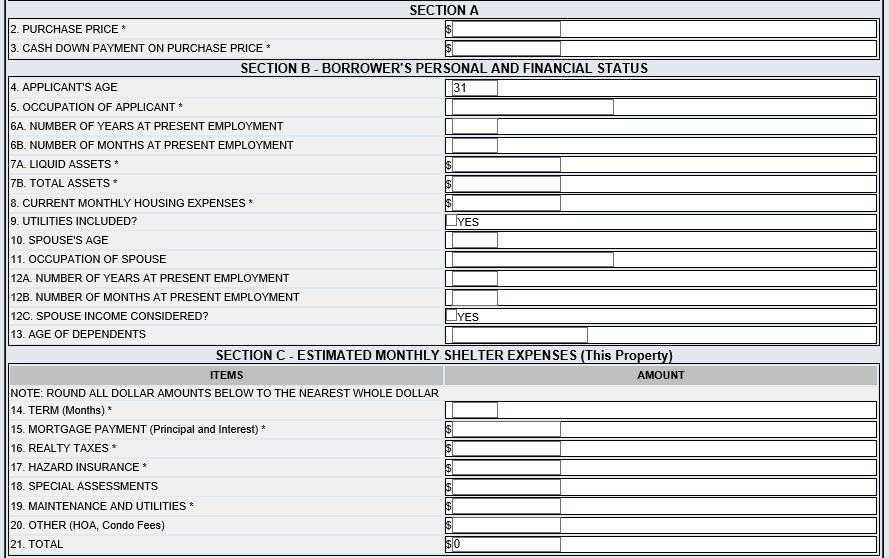 SECTION A
2. PURCHASE PRICE * $
3. CASH DOWN PAYMENT ON PURCHASE PRICE * $
SECTION B - BORROWER'S PERSONAL AND FINANCIAL STATUS
4. APPLICANT'S AGE 31
5. OCCUPATION OF APPLICANT *
6A. NUMBER OF YEARS AT PRESENT EMPLOYMENT
6B. NUMBER OF MONTHS AT PRESENT EMPLOYMENT
7A. LIQUID ASSETS * $
7B. TOTAL ASSETS * $
8. CURRENT MONTHLY HOUSING EXPENSES * $
9. UTILITIES INCLUDED? YES
10. SPOUSE'S AGE
11. OCCUPATION OF SPOUSE
12A. NUMBER OF YEARS AT PRESENT EMPLOYMENT
12B. NUMBER OF MONTHS AT PRESENT EMPLOYMENT
12C. SPOUSE INCOME CONSIDERED? YES
13. AGE OF DEPENDENTS
SECTION C - ESTIMATED MONTHLY SHELTER EXPENSES (This Property)
ITEMS AMOUNT
NOTE: ROUND ALL DOLLAR AMOUNTS BELOW TO THE NEAREST WHOLE DOLLAR
14. TERM (Months) *
15. MORTGAGE PAYMENT (Principal and Interest) * $
16. REALTY TAXES * $
17. HAZARD INSURANCE * $
18. SPECIAL ASSESSMENTS $
19. MAINTENANCE AND UTILITIES * $
20. OTHER (HOA, Condo Fees) $
21. TOTAL $0